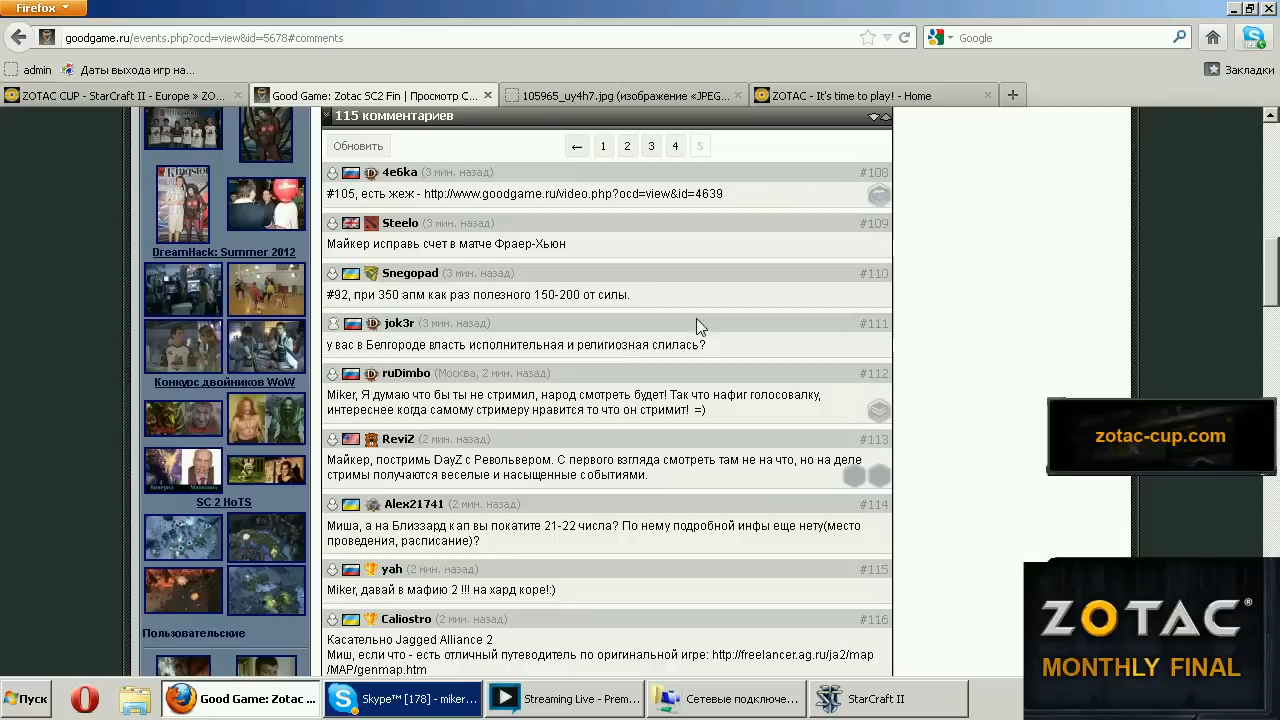 Firefox
goodgame.ru/events.php?ocd=view&id=5678#comments
Google
admin
Даты выхода игр на...
Закладки
ZOTAC CUP - StarCraft II - Europe » ZO...
Good Game: Zotac SC2 Fin | Просмотр С...
105965_uy4h7.jpg (изображение «JPEG...
ZOTAC - It's time to play! - Home
115 комментариев
Обновить
← 1 2 3 4 5
4e6ka (3 мин. назад) #108
#105, есть жеж - http://www.goodgame.ru/video.php?ocd=view&id=4639
Steelo (3 мин. назад) #109
Майкер исправь счет в матче Фраер-Хьюн
Snegopad (3 мин. назад) #110
#92, при 350 апм как раз полезного 150-200 от силы.
jok3r (3 мин. назад) #111
у вас в Белгороде власть исполнительная и религиозная слилась?
ruDimbo (Москва, 2 мин. назад) #112
Miker, Я думаю что бы ты не стримил, народ смотреть будет! Так что нафиг голосовалку,
интереснее когда самому стримеру нравится то что он стримит! =)
ReviZ (2 мин. назад) #113
Майкер, постримь DayZ с Револьвером. С первого взгляда смотреть там не на что, но на деле
стримы получаются веселые и насыщенные событиями.
Alex21741 (2 мин. назад) #114
Миша, а на Близзард кап вы покатите 21-22 числа? По нему подробной инфы еще нету(место
проведения, расписание)?
yah (2 мин. назад) #115
Miker, давай в мафию 2 !!! на хард коре!:)
Caliostro (2 мин. назад) #116
Касательно Jagged Alliance 2
Миш, если что - есть отличный путеводитель по оригинальной игре: http://freelancer.ag.ru/ja2/map
/MAP/genmap.htm
DreamHack: Summer 2012
Конкурс двойников WoW
SC 2 HoTS
Пользовательские
zotac-cup.com
ZOTAC®
MONTHLY FINAL
Пуск
Good Game: Zotac ...
Skype™ [178] - miker...
Streaming Live - Рem...
Сетевые подключе...
StarCraft II